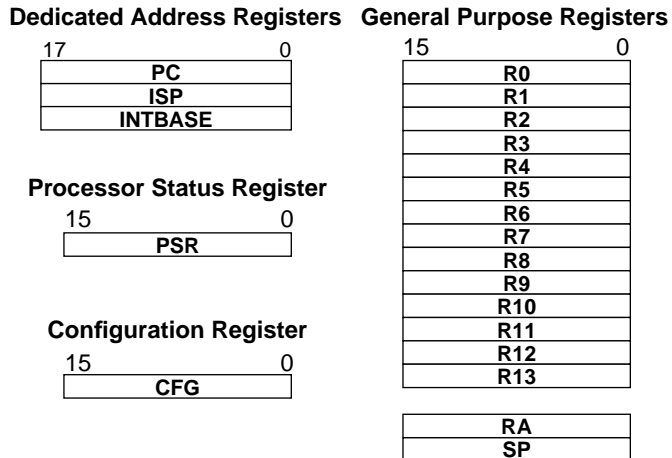 Dedicated Address Registers
17 0
PC
ISP
INTBASE
Processor Status Register
15 0
PSR
Configuration Register
15 0
CFG
General Purpose Registers
15 0
R0
R1
R2
R3
R4
R5
R6
R7
R8
R9
R10
R11
R12
R13
RA
SP